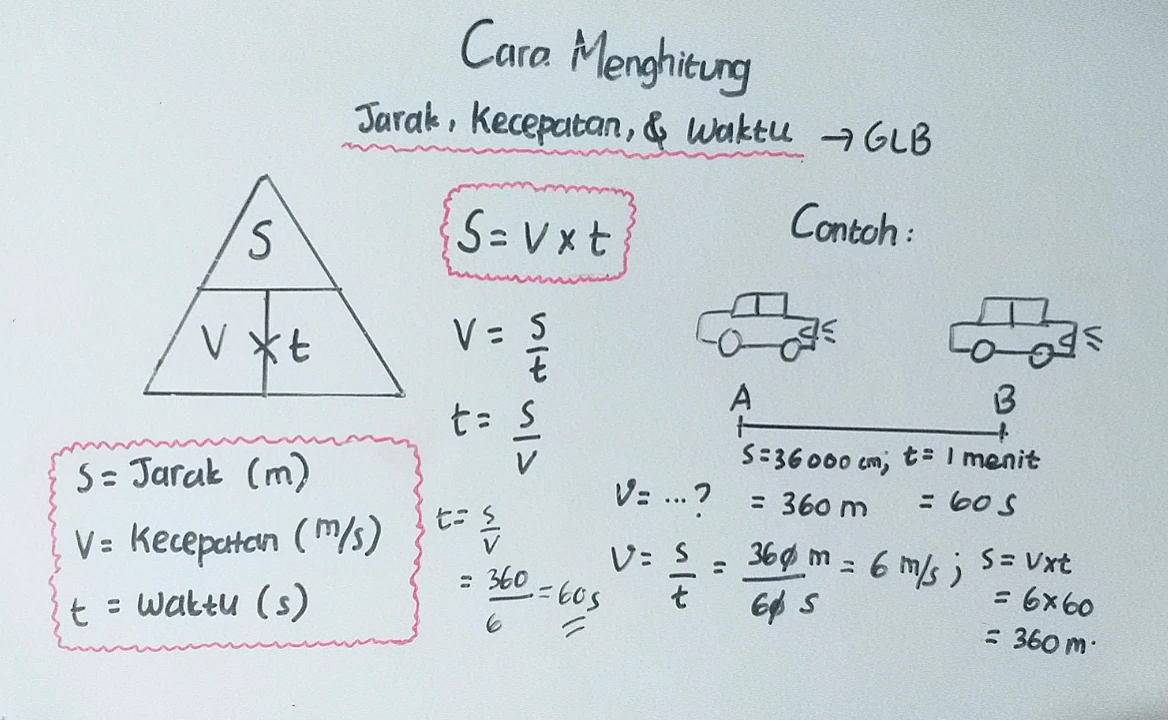 Cara Menghitung
Jarak, Kecepatan, & Waktu → GLB
S
V × t
S = Jarak (m)
V = Kecepatan (m/s)
t = Waktu (s)
S = V × t
V = S/t
t = S/V
t = S/V
= 360/6 = 60 s
Contoh :
A B
S = 36000 cm; t = 1 menit
V = ...? = 360 m = 60 s
V = S/t = 360 m/60 s = 6 m/s ; S = V×t
= 6×60
= 360 m.